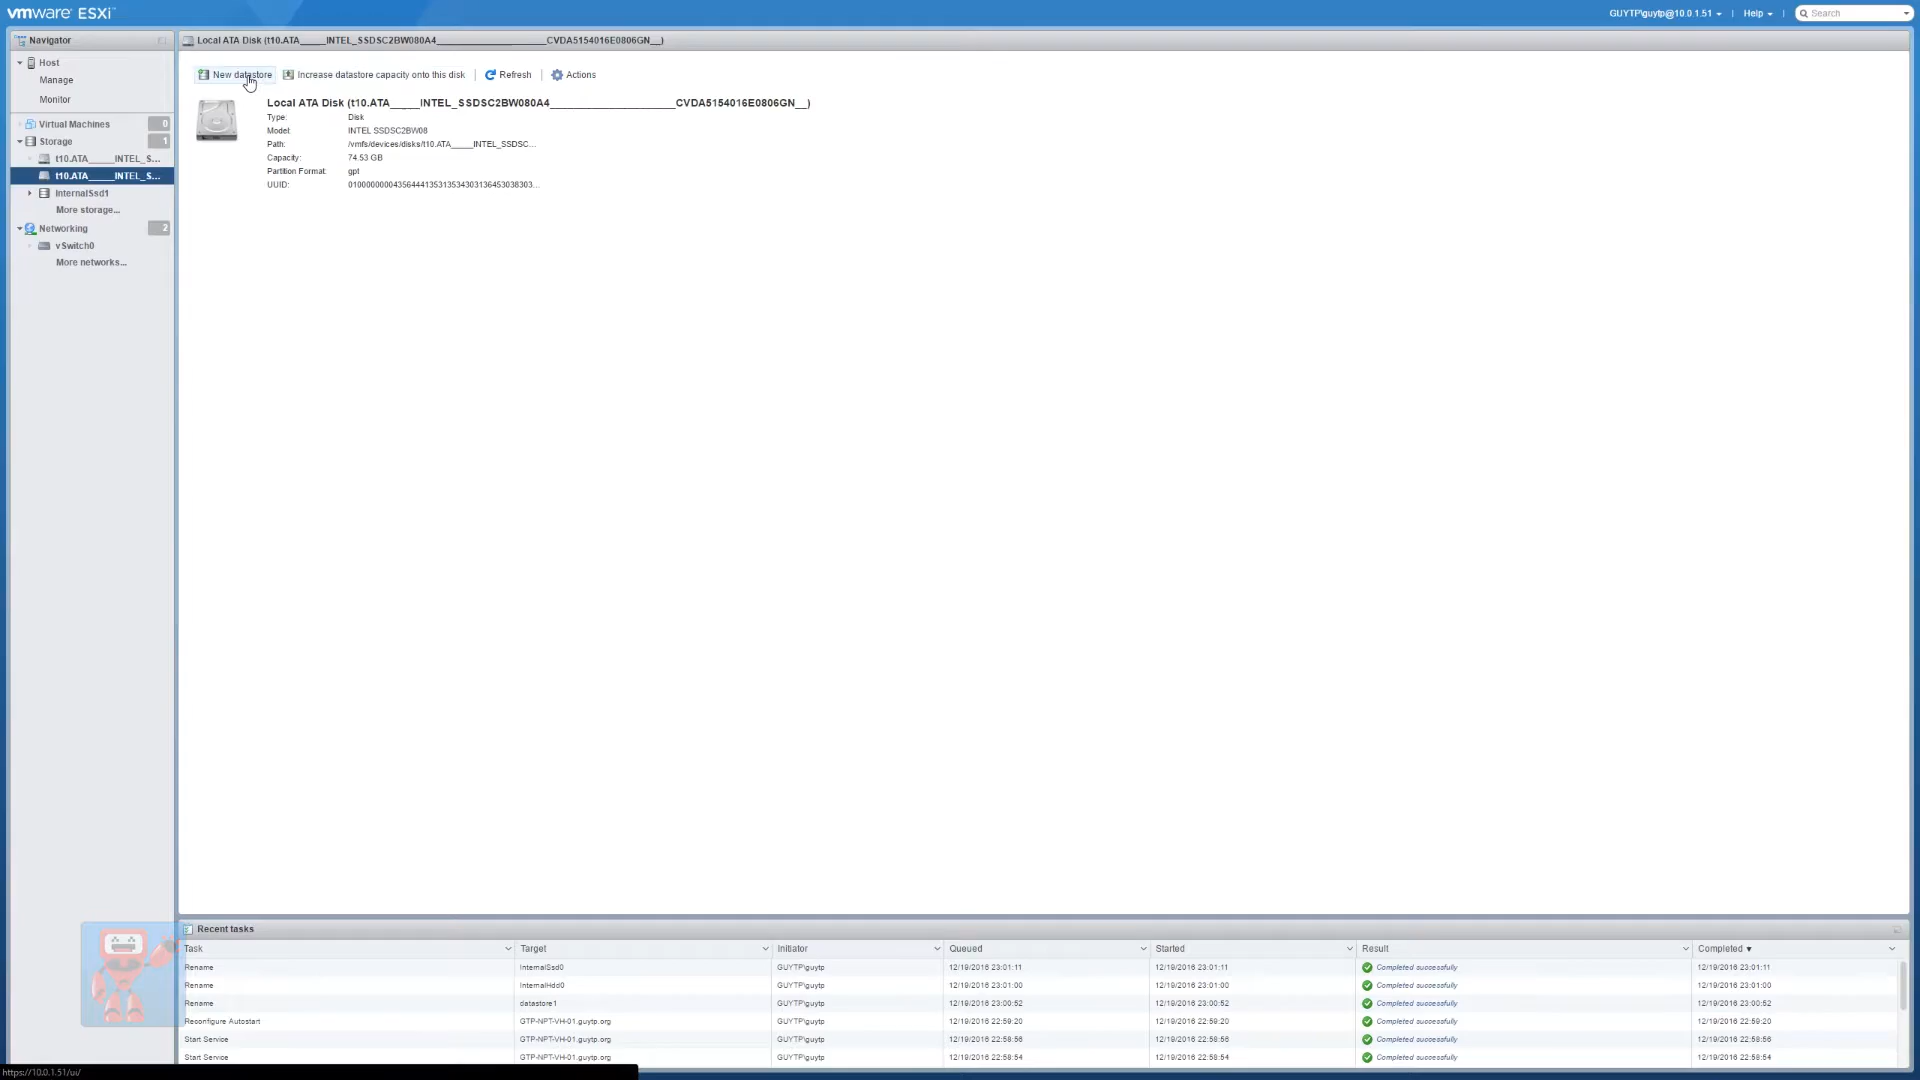 vmware ESXi™
GUYTP\guytp@10.0.1.51
Help
Search
Navigator
Host
Manage
Monitor
Virtual Machines 0
Storage 1
t10.ATA_____INTEL_S...
t10.ATA_____INTEL_S...
InternalSsd1
More storage...
Networking 2
vSwitch0
More networks...
Local ATA Disk (t10.ATA_____INTEL_SSDSC2BW080A4_____________________CVDA5154016E0806GN__)
New datastore
Increase datastore capacity onto this disk
Refresh
Actions
Local ATA Disk (t10.ATA_____INTEL_SSDSC2BW080A4_____________________CVDA5154016E0806GN__)
Type: Disk
Model: INTEL SSDSC2BW08
Path: /vmfs/devices/disks/t10.ATA_____INTEL_SSDSC...
Capacity: 74.53 GB
Partition Format: gpt
UUID: 01000000004356444135313534303136453038303...
Recent tasks
Task Target Initiator Queued Started Result Completed
Rename InternalSsd0 GUYTP\guytp 12/19/2016 23:01:11 12/19/2016 23:01:11 Completed successfully 12/19/2016 23:01:11
Rename InternalHdd0 GUYTP\guytp 12/19/2016 23:01:00 12/19/2016 23:01:00 Completed successfully 12/19/2016 23:01:00
Rename datastore1 GUYTP\guytp 12/19/2016 23:00:52 12/19/2016 23:00:52 Completed successfully 12/19/2016 23:00:52
Reconfigure Autostart GTP-NPT-VH-01.guytp.org GUYTP\guytp 12/19/2016 22:59:20 12/19/2016 22:59:20 Completed successfully 12/19/2016 22:59:20
Start Service GTP-NPT-VH-01.guytp.org GUYTP\guytp 12/19/2016 22:58:56 12/19/2016 22:58:56 Completed successfully 12/19/2016 22:58:56
Start Service GTP-NPT-VH-01.guytp.org GUYTP\guytp 12/19/2016 22:58:54 12/19/2016 22:58:54 Completed successfully 12/19/2016 22:58:54
https://10.0.1.51/ui/